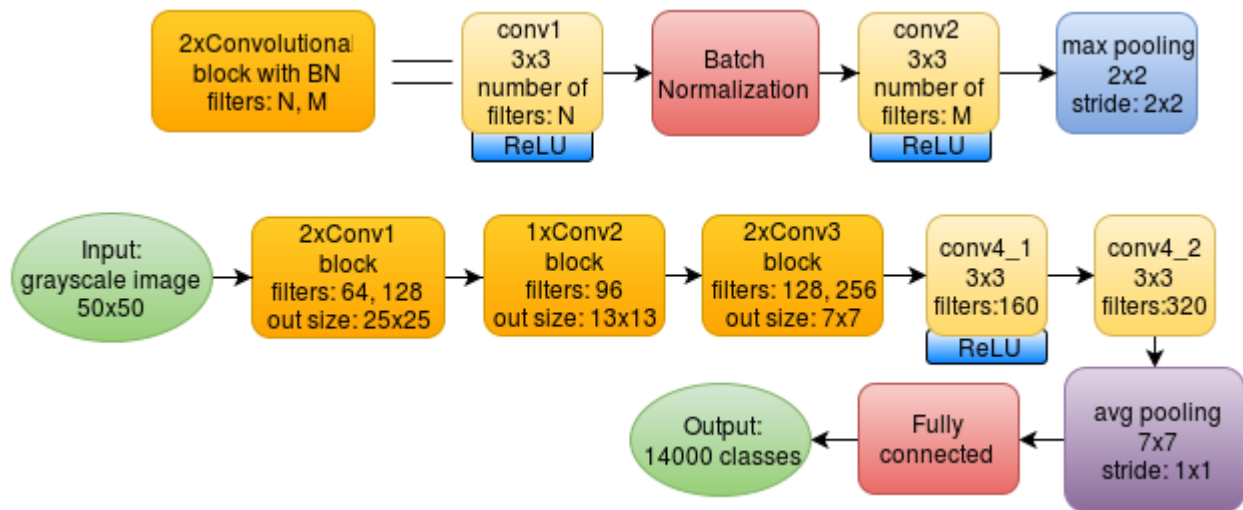 2xConvolutional
block with BN
filters: N, M
conv1
3x3
number of
filters: N
ReLU
Batch
Normalization
conv2
3x3
number of
filters: M
ReLU
max pooling
2x2
stride: 2x2
Input:
grayscale image
50x50
2xConv1
block
filters: 64, 128
out size: 25x25
1xConv2
block
filters: 96
out size: 13x13
2xConv3
block
filters: 128, 256
out size: 7x7
conv4_1
3x3
filters:160
ReLU
conv4_2
3x3
filters:320
avg pooling
7x7
stride: 1x1
Fully
connected
Output:
14000 classes